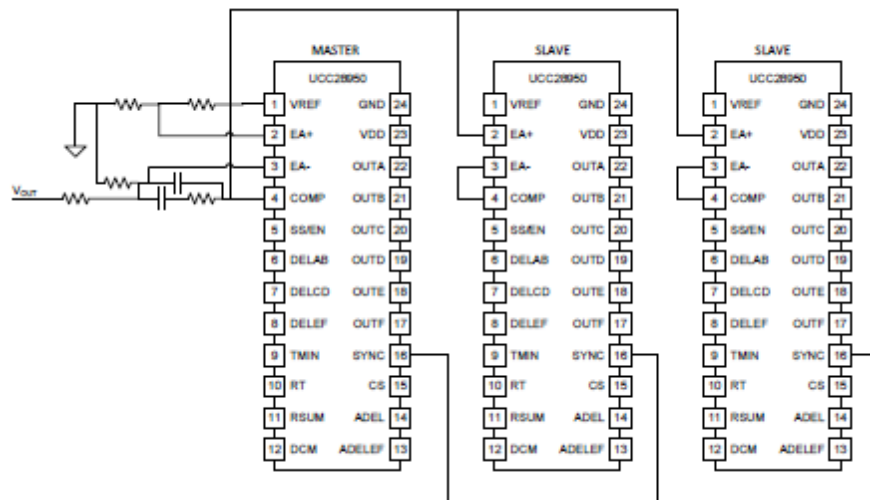 MASTER SLAVE SLAVE
UCC28950 UCC28950 UCC28950
1 VREF GND 24 1 VREF GND 24 1 VREF GND 24
2 EA+ VDD 23 2 EA+ VDD 23 2 EA+ VDD 23
3 EA- OUTA 22 3 EA- OUTA 22 3 EA- OUTA 22
VOUT 4 COMP OUTB 21 4 COMP OUTB 21 4 COMP OUTB 21
5 SS/EN OUTC 20 5 SS/EN OUTC 20 5 SS/EN OUTC 20
6 DELAB OUTD 19 6 DELAB OUTD 19 6 DELAB OUTD 19
7 DELCD OUTE 18 7 DELCD OUTE 18 7 DELCD OUTE 18
8 DELEF OUTF 17 8 DELEF OUTF 17 8 DELEF OUTF 17
9 TMIN SYNC 16 9 TMIN SYNC 16 9 TMIN SYNC 16
10 RT CS 15 10 RT CS 15 10 RT CS 15
11 RSUM ADEL 14 11 RSUM ADEL 14 11 RSUM ADEL 14
12 DCM ADELEF 13 12 DCM ADELEF 13 12 DCM ADELEF 13